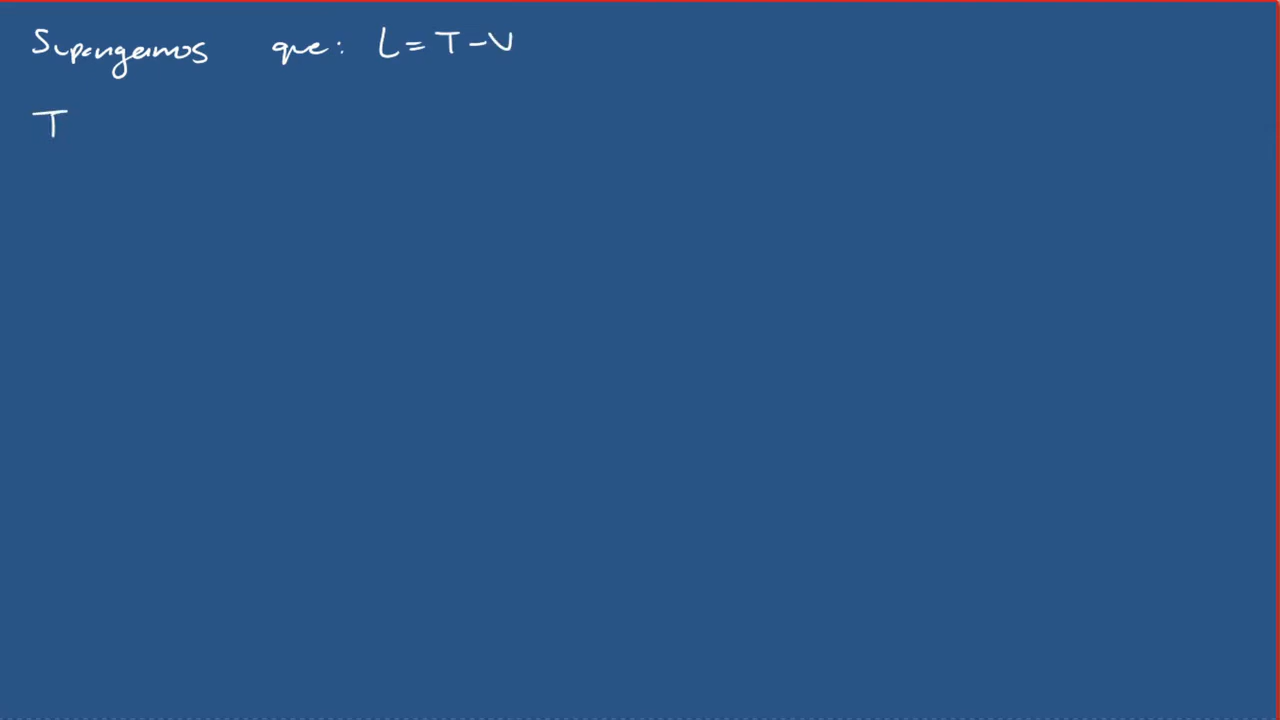 Supongamos que: L = T - V
T